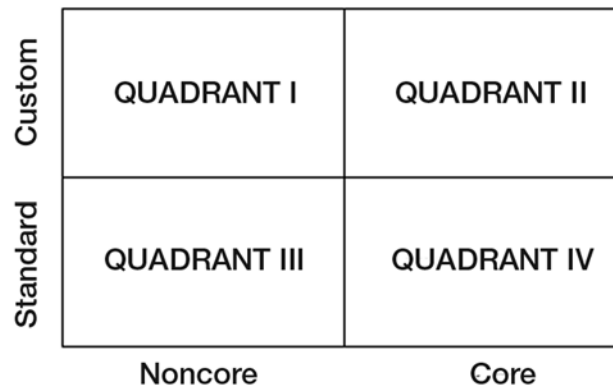 Custom
QUADRANT I
QUADRANT II
Standard
QUADRANT III
QUADRANT IV
Noncore
Core